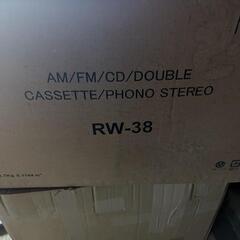 AM/FM/CD/DOUBLE
CASSETTE/PHONO STEREO
RW-38